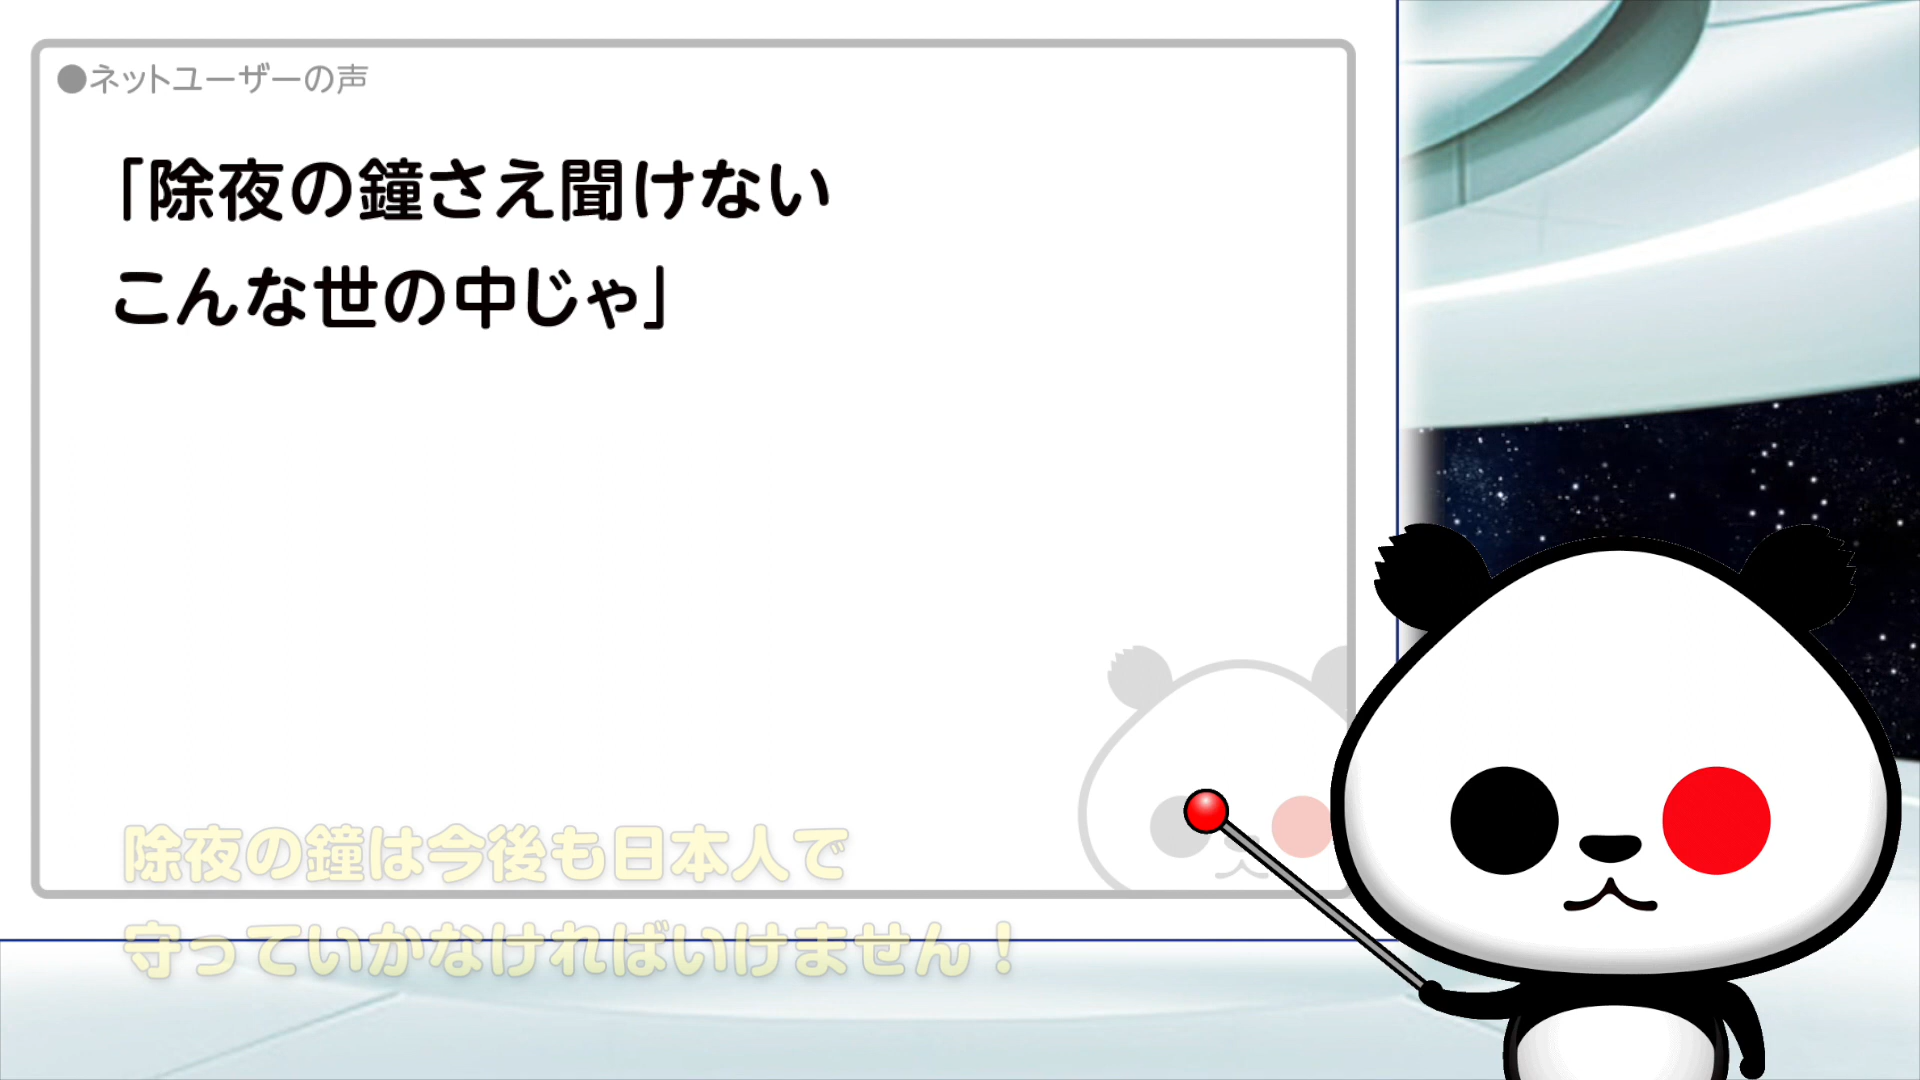 ●ネットユーザーの声
「除夜の鐘さえ聞けない
こんな世の中じゃ」
除夜の鐘は今後も日本人で
守っていかなければいけません！